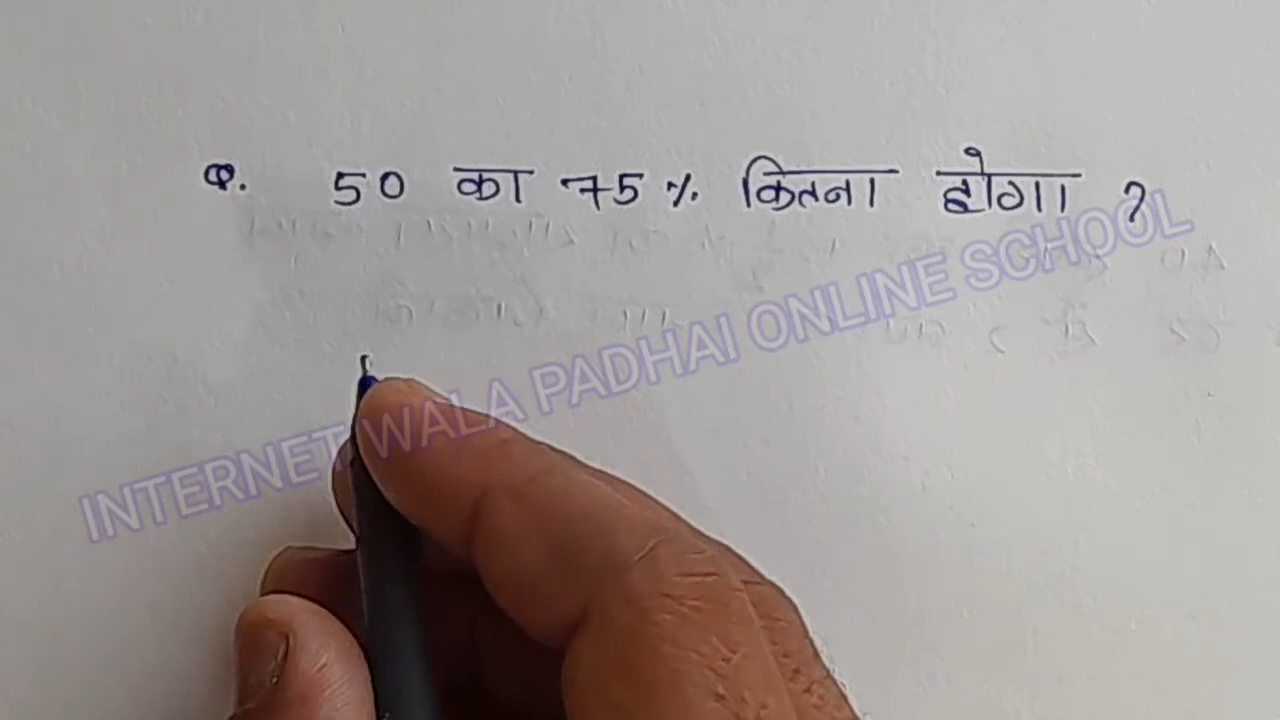 Q. 50 का 75% कितना होगा ?
INTERNET WALA PADHAI ONLINE SCHOOL